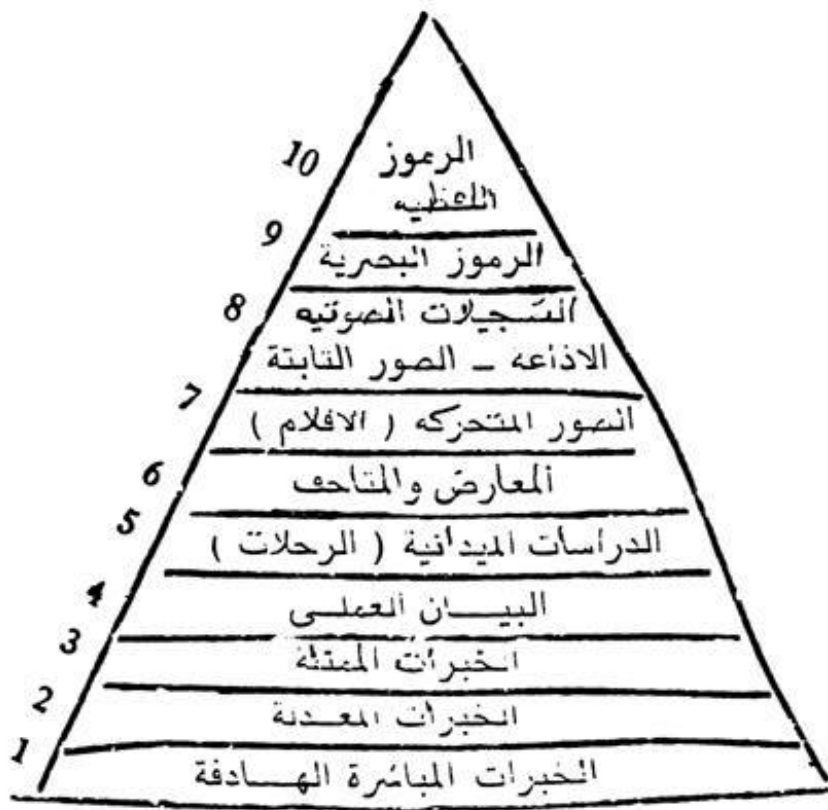 10
الرموز
اللفظيه
9
الرموز البصرية
8
التسجيلات الصوتيه
الاذاعه - الصور الثابتة
7
الصور المتحركه ( الافلام )
6
المعارض والمتاحف
5
الدراسات الميدانية ( الرحلات )
4
البيان العملى
3
الخبرات الممثلة
2
الخبرات المعدلة
1
الخبرات المباشرة الهادفة